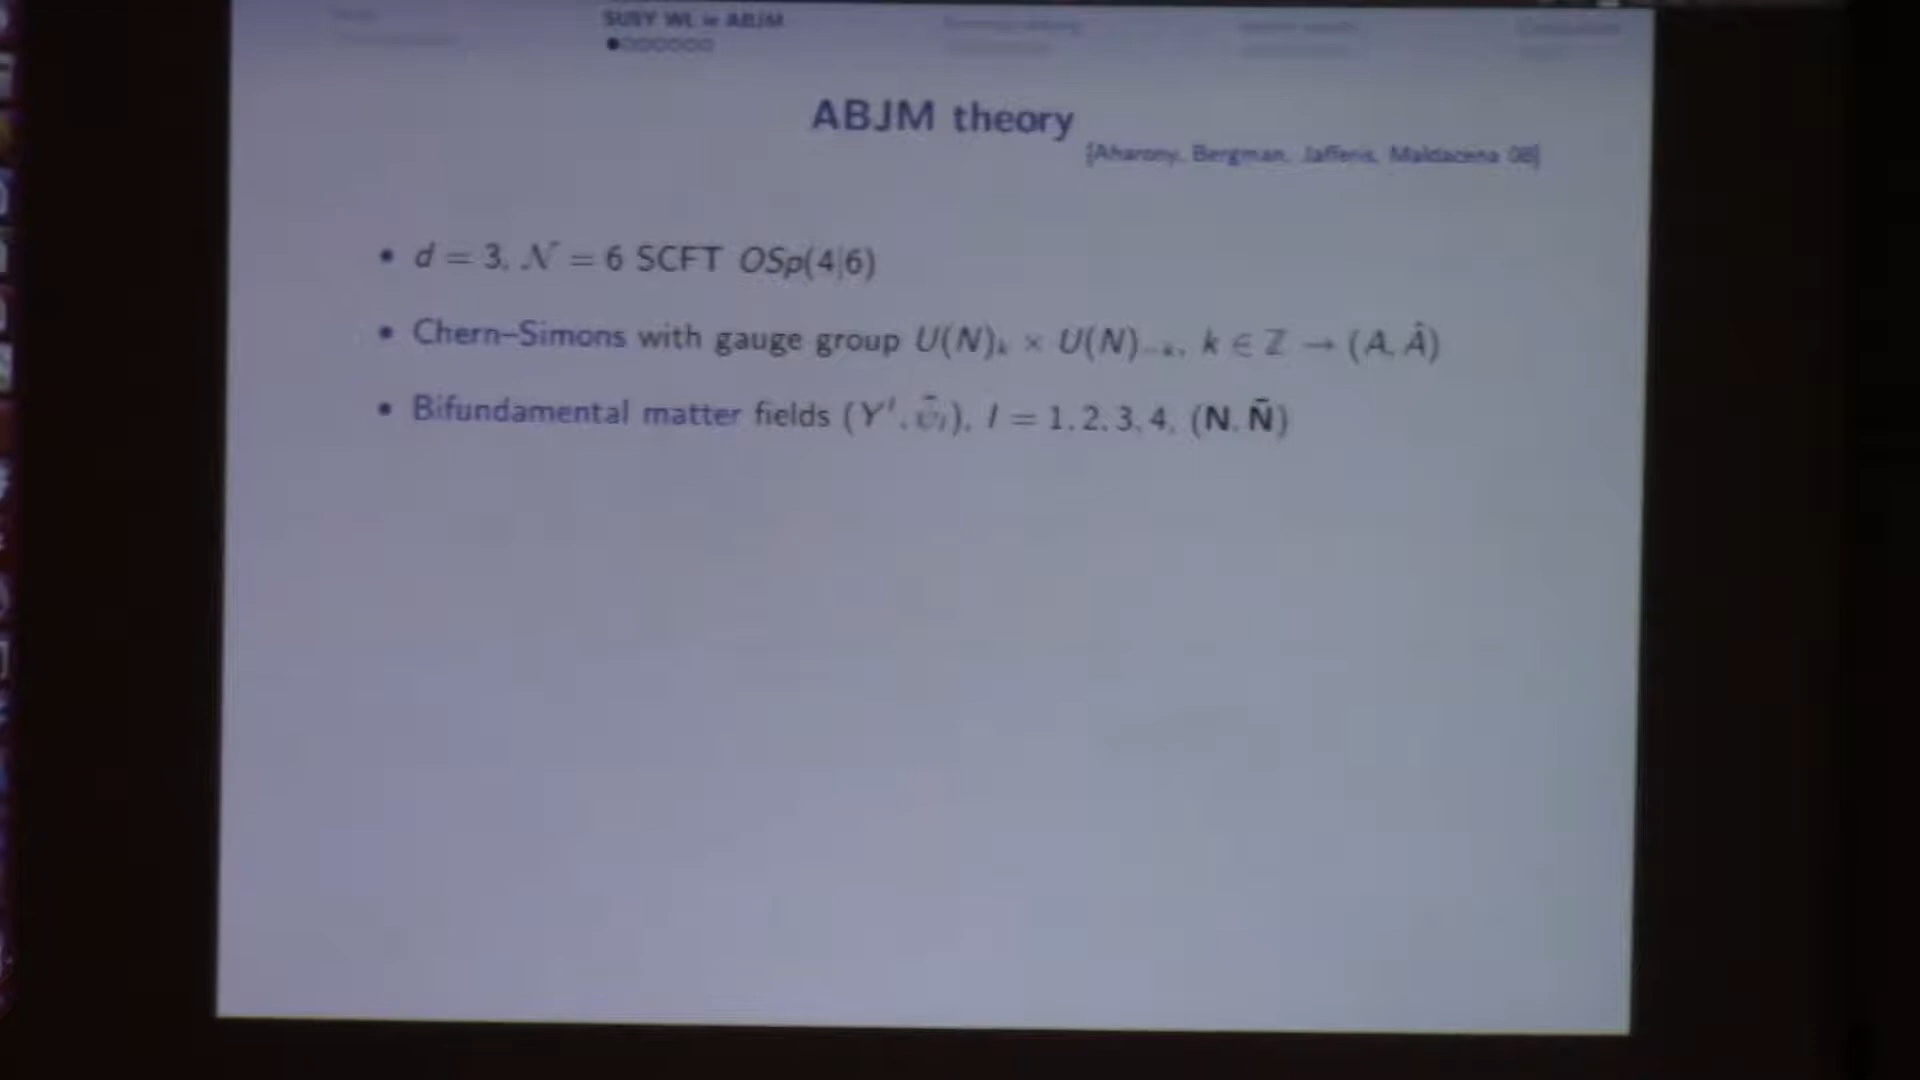 SUSY WL in ABJM
ABJM theory
[Aharony, Bergman, Jafferis, Maldacena 08]
• d = 3, 𝒩 = 6 SCFT OSp(4|6)
• Chern–Simons with gauge group U(N)ₖ × U(N)₋ₖ, k ∈ ℤ → (A, Â)
• Bifundamental matter fields (Yᴵ, ψ̄ᵢ), I = 1, 2, 3, 4, (N, N̄)